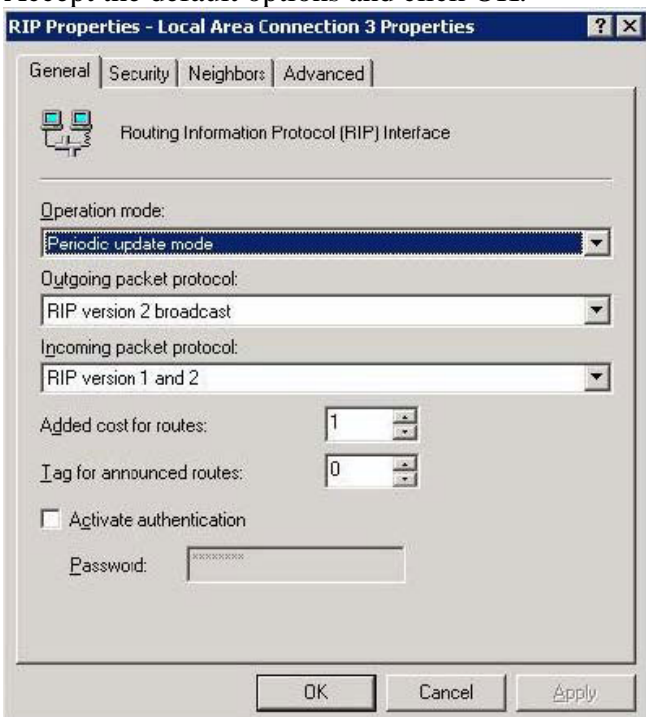 Accept the default options and click OK.
RIP Properties - Local Area Connection 3 Properties
General Security Neighbors Advanced
Routing Information Protocol (RIP) Interface
Operation mode:
Periodic update mode
Outgoing packet protocol:
RIP version 2 broadcast
Incoming packet protocol:
RIP version 1 and 2
Added cost for routes: 1
Tag for announced routes: 0
Activate authentication
Password: ××××××××
OK Cancel Apply